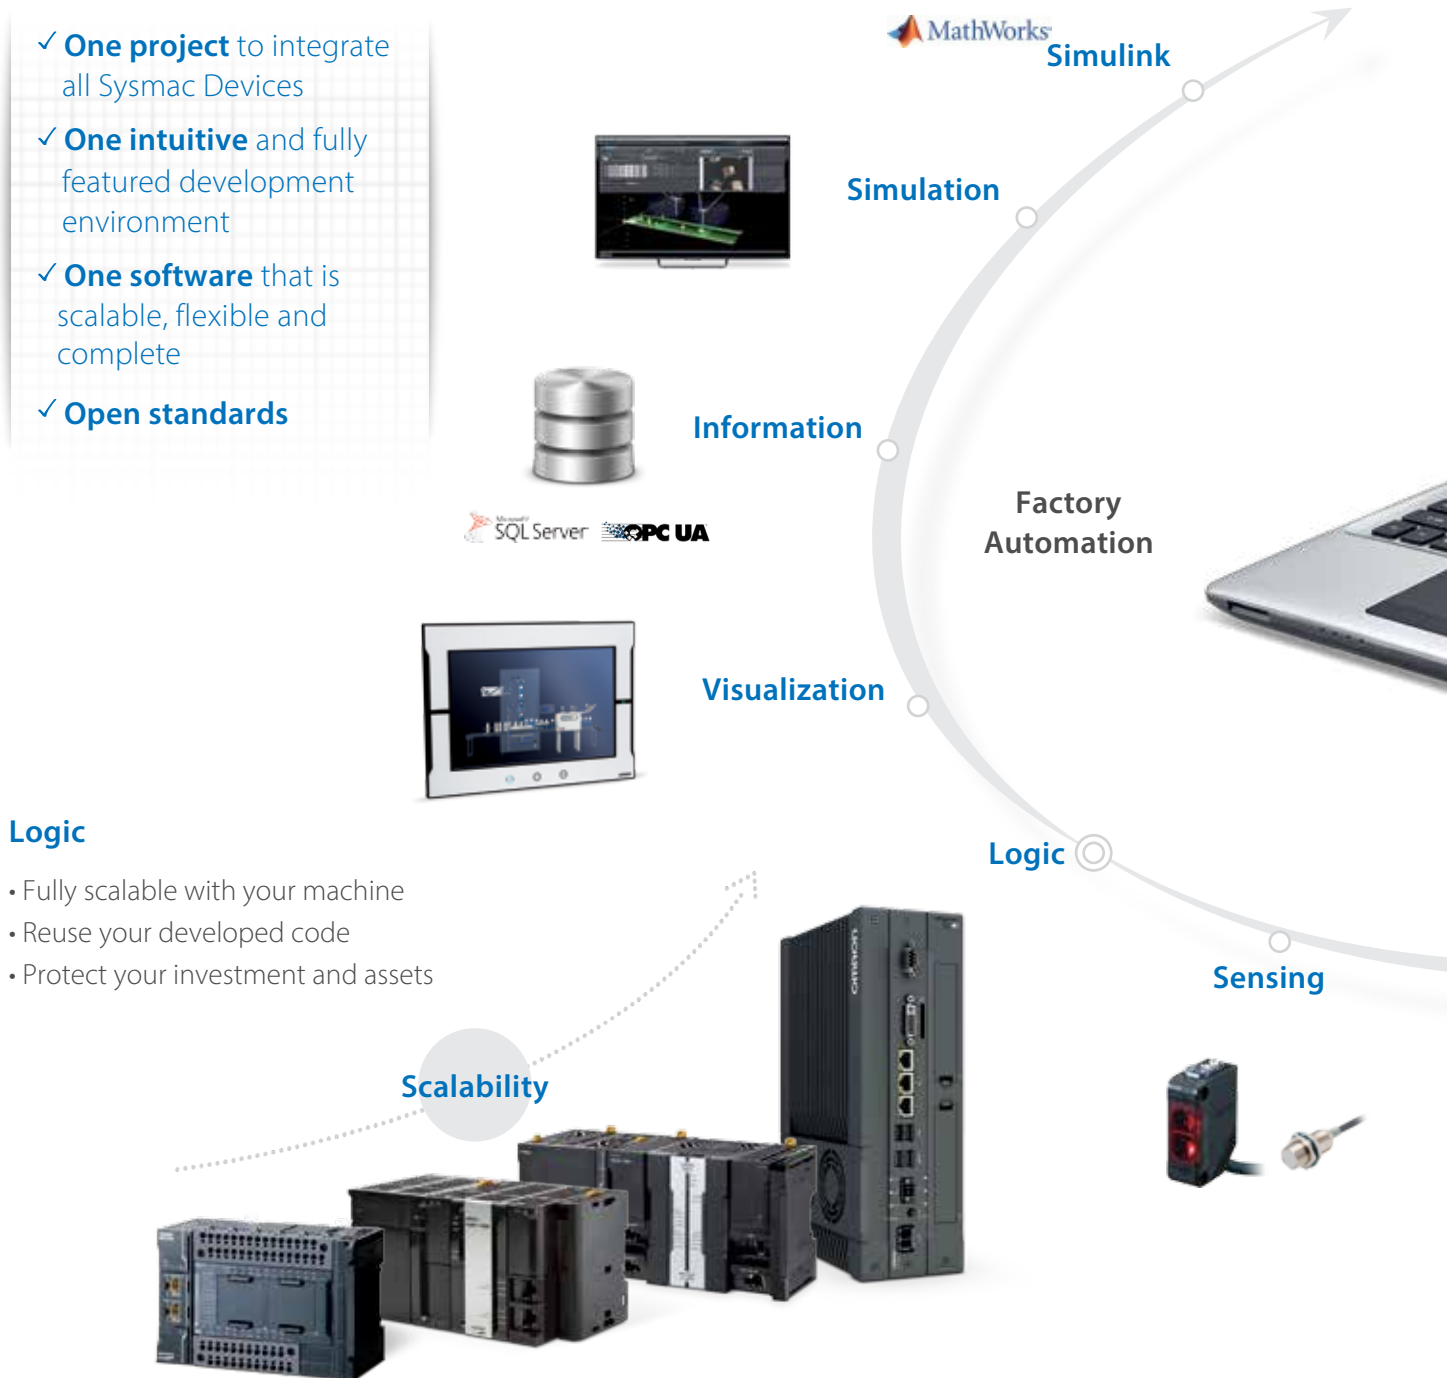 ✓ One project to integrate
all Sysmac Devices
✓ One intuitive and fully
featured development
environment
✓ One software that is
scalable, flexible and
complete
✓ Open standards
MathWorks
Simulink
Simulation
Information
Microsoft
SQL Server
OPC UA
Factory
Automation
Visualization
Logic
• Fully scalable with your machine
• Reuse your developed code
• Protect your investment and assets
Logic
Sensing
Scalability
OMRON